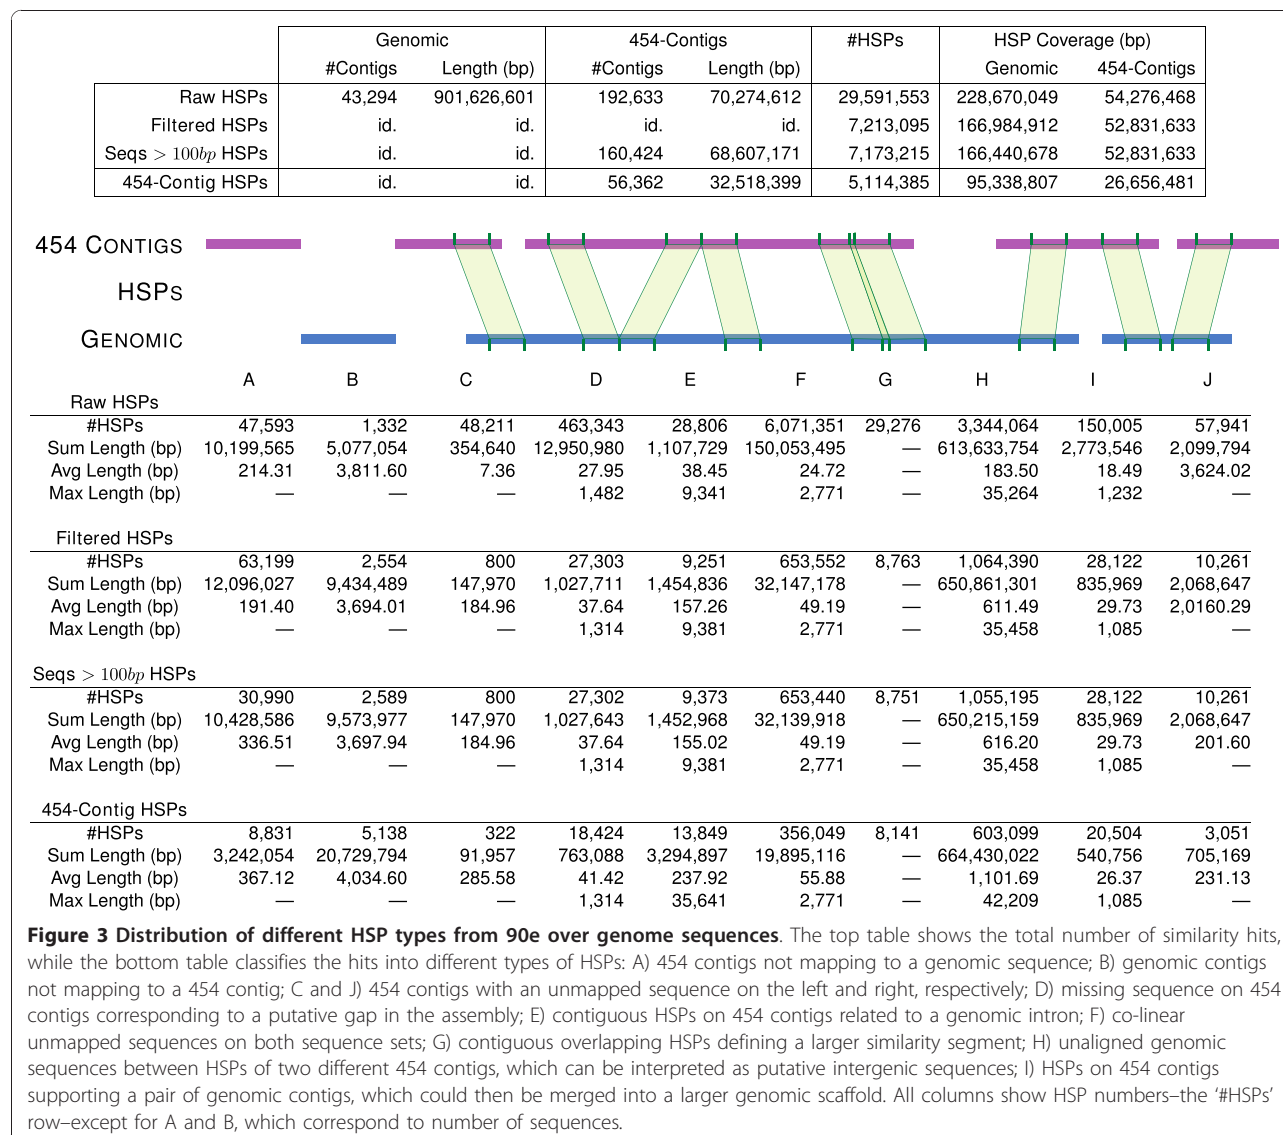 Genomic 454-Contigs #HSPs HSP Coverage (bp)
#Contigs Length (bp) #Contigs Length (bp) Genomic 454-Contigs
Raw HSPs 43,294 901,626,601 192,633 70,274,612 29,591,553 228,670,049 54,276,468
Filtered HSPs id. id. id. id. 7,213,095 166,984,912 52,831,633
Seqs > 100bp HSPs id. id. 160,424 68,607,171 7,173,215 166,440,678 52,831,633
454-Contig HSPs id. id. 56,362 32,518,399 5,114,385 95,338,807 26,656,481
454 CONTIGS
HSPS
GENOMIC
A B C D E F G H I J
Raw HSPs
#HSPs 47,593 1,332 48,211 463,343 28,806 6,071,351 29,276 3,344,064 150,005 57,941
Sum Length (bp) 10,199,565 5,077,054 354,640 12,950,980 1,107,729 150,053,495 — 613,633,754 2,773,546 2,099,794
Avg Length (bp) 214.31 3,811.60 7.36 27.95 38.45 24.72 — 183.50 18.49 3,624.02
Max Length (bp) — — — 1,482 9,341 2,771 — 35,264 1,232 —
Filtered HSPs
#HSPs 63,199 2,554 800 27,303 9,251 653,552 8,763 1,064,390 28,122 10,261
Sum Length (bp) 12,096,027 9,434,489 147,970 1,027,711 1,454,836 32,147,178 — 650,861,301 835,969 2,068,647
Avg Length (bp) 191.40 3,694.01 184.96 37.64 157.26 49.19 — 611.49 29.73 2,0160.29
Max Length (bp) — — — 1,314 9,381 2,771 — 35,458 1,085 —
Seqs > 100bp HSPs
#HSPs 30,990 2,589 800 27,302 9,373 653,440 8,751 1,055,195 28,122 10,261
Sum Length (bp) 10,428,586 9,573,977 147,970 1,027,643 1,452,968 32,139,918 — 650,215,159 835,969 2,068,647
Avg Length (bp) 336.51 3,697.94 184.96 37.64 155.02 49.19 — 616.20 29.73 201.60
Max Length (bp) — — — 1,314 9,381 2,771 — 35,458 1,085 —
454-Contig HSPs
#HSPs 8,831 5,138 322 18,424 13,849 356,049 8,141 603,099 20,504 3,051
Sum Length (bp) 3,242,054 20,729,794 91,957 763,088 3,294,897 19,895,116 — 664,430,022 540,756 705,169
Avg Length (bp) 367.12 4,034.60 285.58 41.42 237.92 55.88 — 1,101.69 26.37 231.13
Max Length (bp) — — — 1,314 35,641 2,771 — 42,209 1,085 —
Figure 3 Distribution of different HSP types from 90e over genome sequences. The top table shows the total number of similarity hits,
while the bottom table classifies the hits into different types of HSPs: A) 454 contigs not mapping to a genomic sequence; B) genomic contigs
not mapping to a 454 contig; C and J) 454 contigs with an unmapped sequence on the left and right, respectively; D) missing sequence on 454
contigs corresponding to a putative gap in the assembly; E) contiguous HSPs on 454 contigs related to a genomic intron; F) co-linear
unmapped sequences on both sequence sets; G) contiguous overlapping HSPs defining a larger similarity segment; H) unaligned genomic
sequences between HSPs of two different 454 contigs, which can be interpreted as putative intergenic sequences; I) HSPs on 454 contigs
supporting a pair of genomic contigs, which could then be merged into a larger genomic scaffold. All columns show HSP numbers–the ‘#HSPs’
row–except for A and B, which correspond to number of sequences.